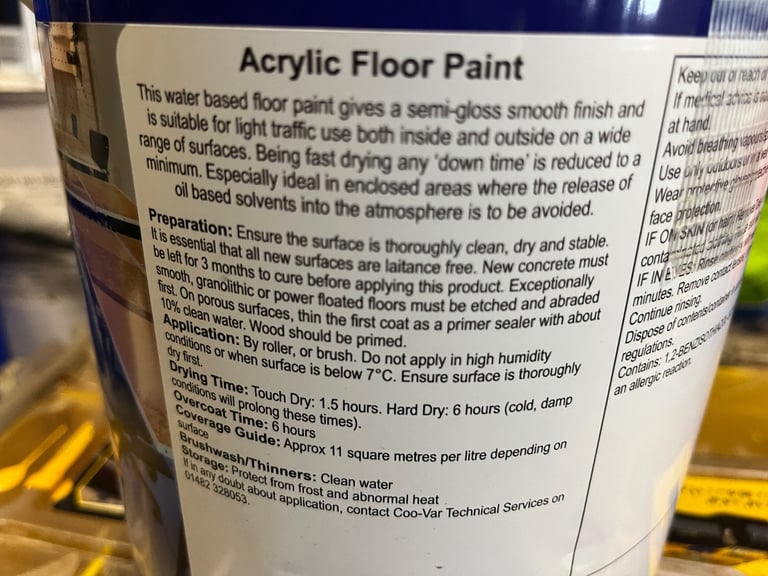 Acrylic Floor Paint
This water based floor paint gives a semi-gloss smooth finish and
is suitable for light traffic use both inside and outside on a wide
range of surfaces. Being fast drying any 'down time' is reduced to a
minimum. Especially ideal in enclosed areas where the release of
oil based solvents into the atmosphere is to be avoided.
Preparation: Ensure the surface is thoroughly clean, dry and stable.
It is essential that all new surfaces are laitance free. New concrete must
be left for 3 months to cure before applying this product. Exceptionally
smooth, granolithic or power floated floors must be etched and abraded
first. On porous surfaces, thin the first coat as a primer sealer with about
10% clean water. Wood should be primed.
Application: By roller, or brush. Do not apply in high humidity
conditions or when surface is below 7°C. Ensure surface is thoroughly
dry first.
Drying Time: Touch Dry: 1.5 hours. Hard Dry: 6 hours (cold, damp
conditions will prolong these times).
Overcoat Time: 6 hours
Coverage Guide: Approx 11 square metres per litre depending on
surface
Brushwash/Thinners: Clean water
Storage: Protect from frost and abnormal heat
If in any doubt about application, contact Coo-Var Technical Services on
01482 328053.
Keep out of reach of
If medical advice is
at hand.
Avoid breathing
Use only outdoors or
Wear protective
face protection.
IF ON SKIN (or hair)
IF IN EYES: Rinse
minutes. Remove contact
Continue rinsing.
Dispose of contents/
regulations.
Contains: 1,2-
an allergic reaction.